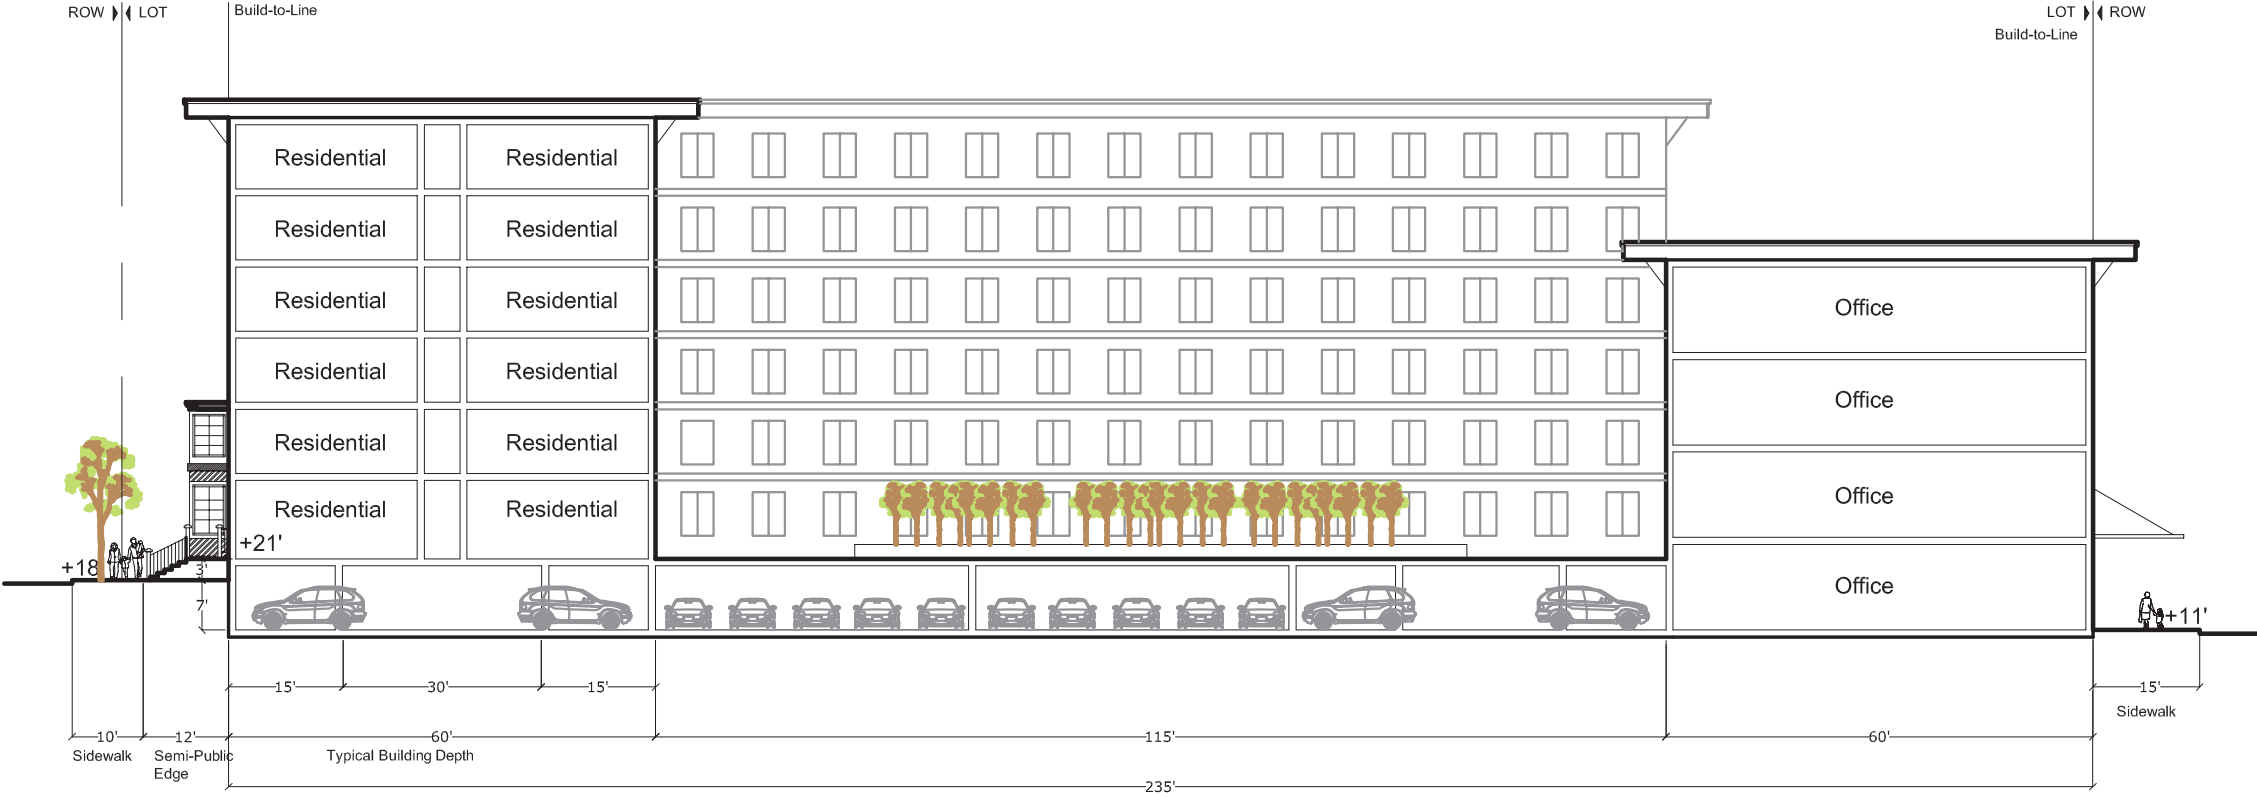 ROW LOT
Build-to-Line
LOT ROW
Build-to-Line
Residential Residential
Residential Residential
Residential Residential
Residential Residential
Residential Residential
Residential Residential
Office
Office
Office
Office
+21'
+18
3'
7'
+11'
15' 30' 15' 15'
Sidewalk
10' 12' 60' 115' 60'
Sidewalk Semi-Public Edge Typical Building Depth
235'